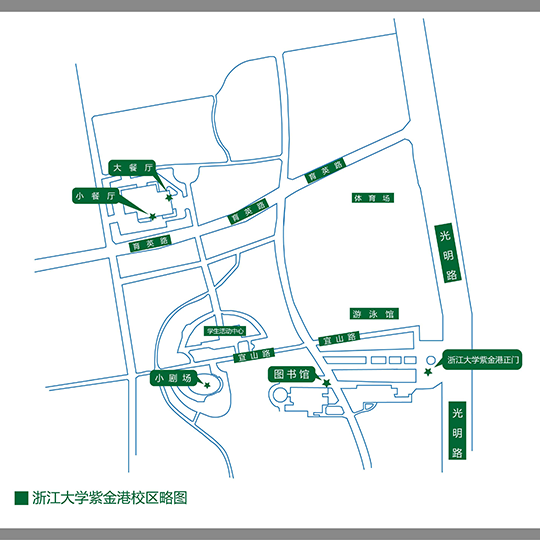 大餐厅
小餐厅
育英路
育英路
育英路
体育场
光明路
游泳馆
学生活动中心
宜山路
宜山路
浙江大学紫金港正门
图书馆
小剧场
光明路
浙江大学紫金港校区略图